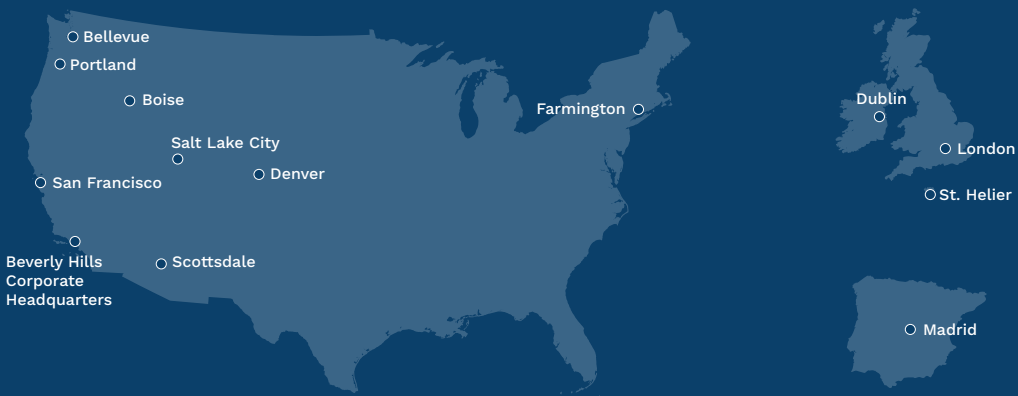 Bellevue
Portland
Boise
Farmington
Dublin
Salt Lake City
London
Denver
San Francisco
St. Helier
Beverly Hills
Corporate
Headquarters
Scottsdale
Madrid